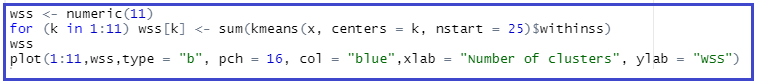 wss <- numeric(11)
for (k in 1:11) wss[k] <- sum(kmeans(x, centers = k, nstart = 25)$withinss)
wss
plot(1:11,wss,type = "b", pch = 16, col = "blue",xlab = "Number of clusters", ylab = "WSS")